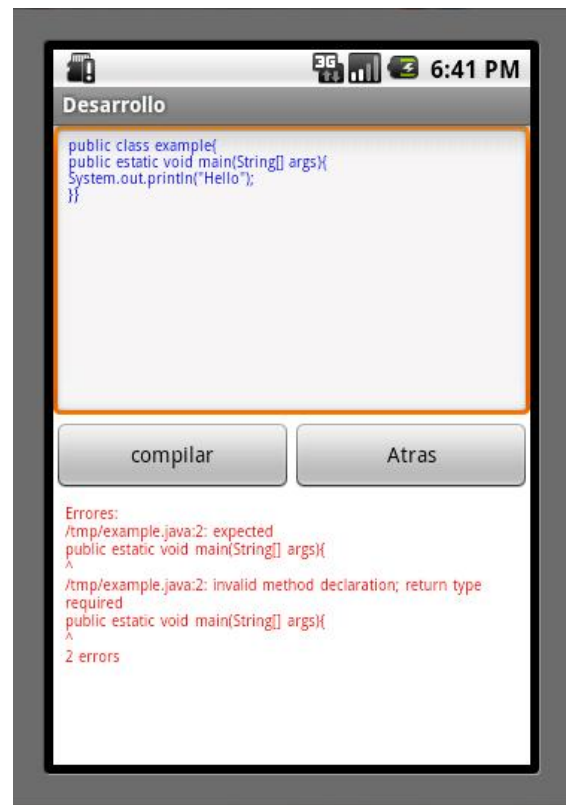 3G 6:41 PM
Desarrollo
public class example{
public estatic void main(String[] args){
System.out.println("Hello");
}}
compilar Atras
Errores:
/tmp/example.java:2: expected
public estatic void main(String[] args){
^
/tmp/example.java:2: invalid method declaration; return type
required
public estatic void main(String[] args){
^
2 errors